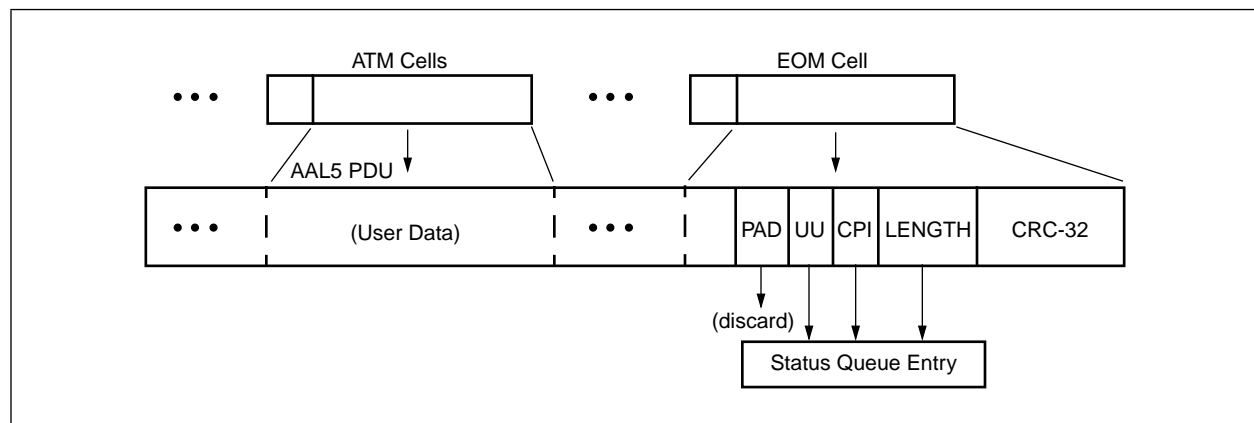 ATM Cells
EOM Cell
• • •
• • •
AAL5 PDU
• • •
(User Data)
• • •
PAD
UU
CPI
LENGTH
CRC-32
(discard)
Status Queue Entry